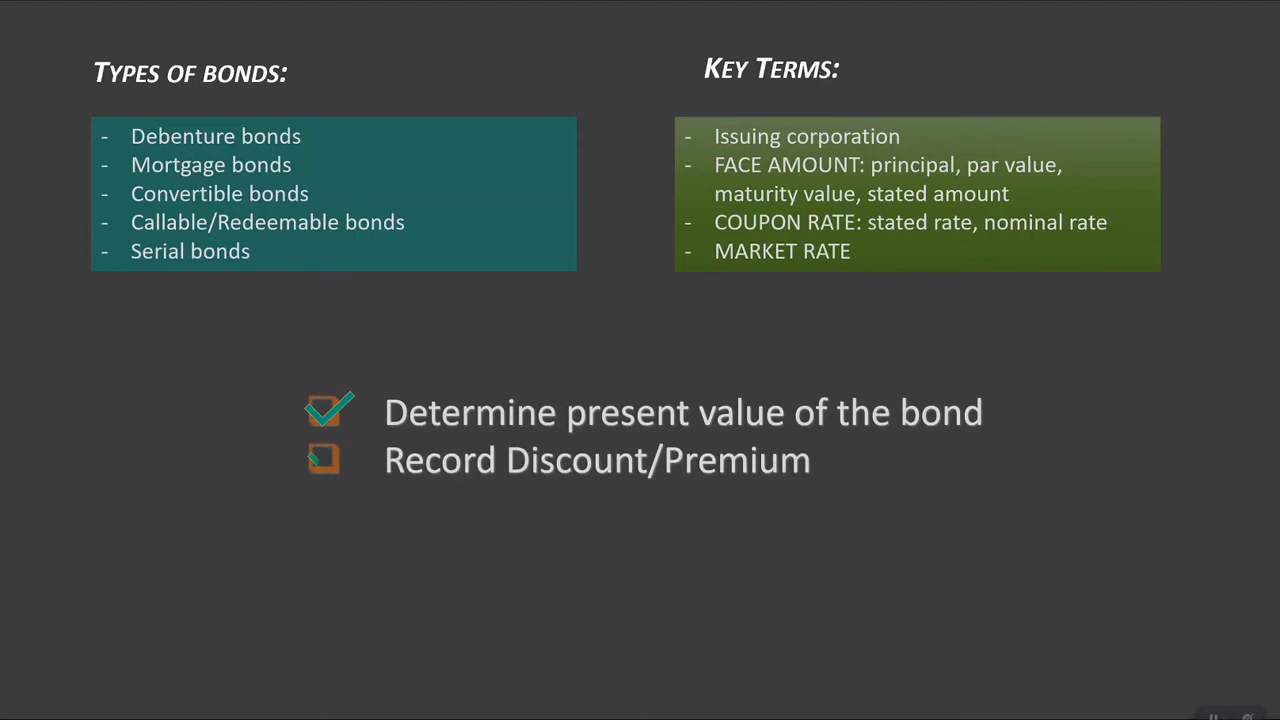 TYPES OF BONDS:
- Debenture bonds
- Mortgage bonds
- Convertible bonds
- Callable/Redeemable bonds
- Serial bonds
KEY TERMS:
- Issuing corporation
- FACE AMOUNT: principal, par value,
maturity value, stated amount
- COUPON RATE: stated rate, nominal rate
- MARKET RATE
Determine present value of the bond
Record Discount/Premium